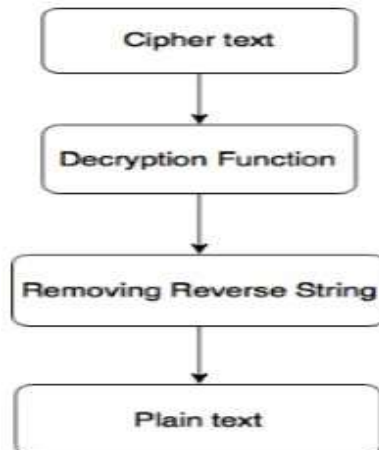 Cipher text
Decryption Function
Removing Reverse String
Plain text